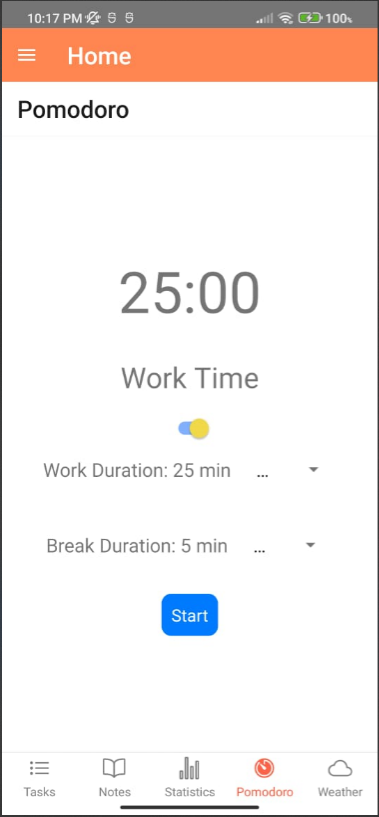 10:17 PM 100%
Home
Pomodoro
25:00
Work Time
Work Duration: 25 min ...
Break Duration: 5 min ...
Start
Tasks Notes Statistics Pomodoro Weather